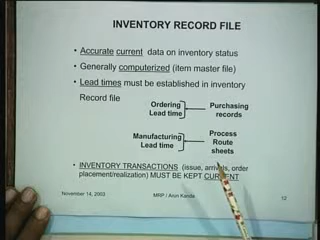 INVENTORY RECORD FILE
• Accurate current data on inventory status
• Generally computerized (item master file)
• Lead times must be established in inventory
Record file
Ordering
Lead time
Purchasing
records
Manufacturing
Lead time
Process
Route
sheets
• INVENTORY TRANSACTIONS (issue, arrivals, order
placement/realization) MUST BE KEPT CURRENT
November 14, 2003
MRP / Arun Kanda
12